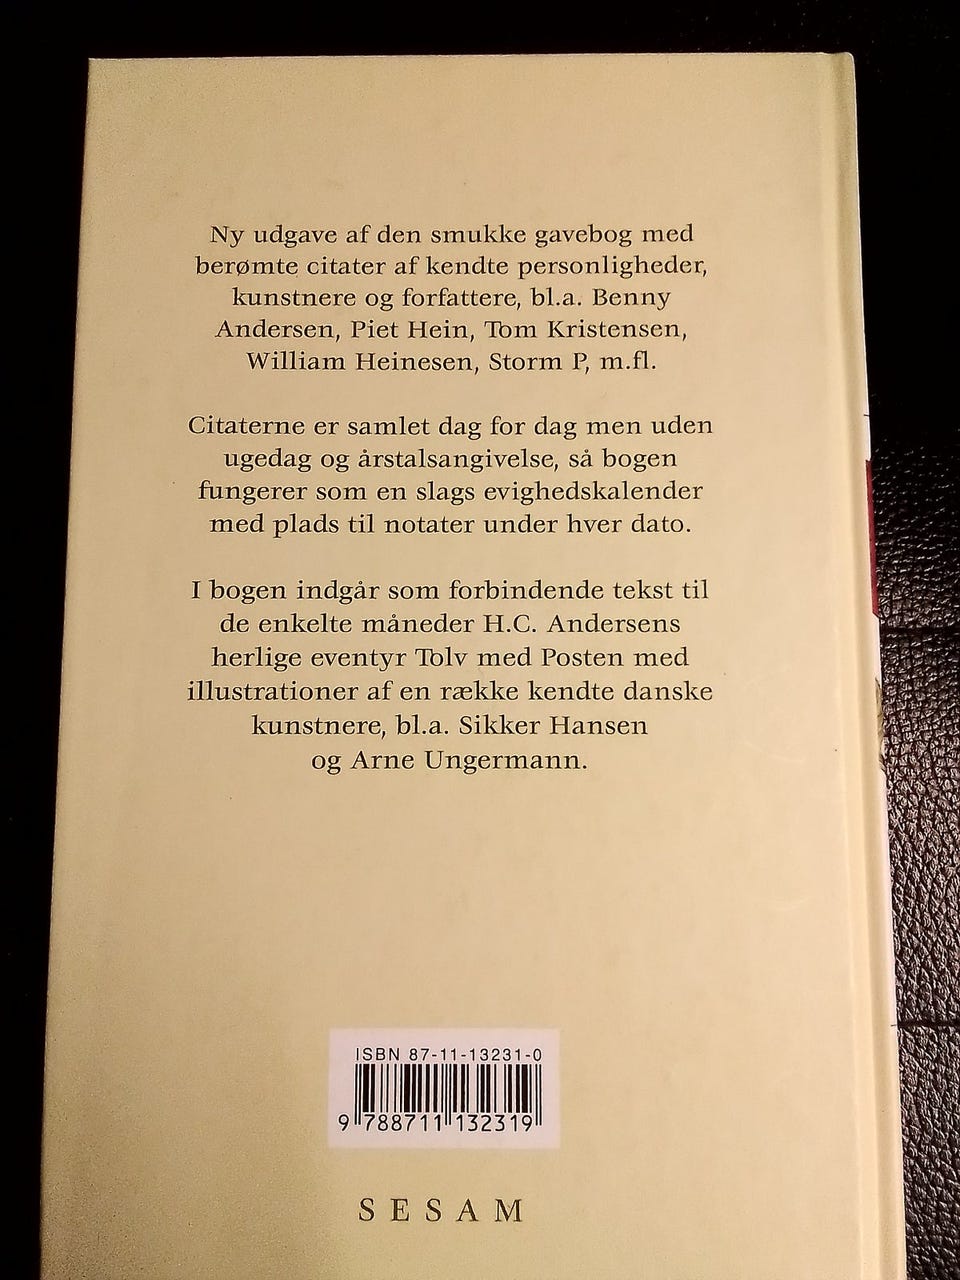 Ny udgave af den smukke gavebog med
berømte citater af kendte personligheder,
kunstnere og forfattere, bl.a. Benny
Andersen, Piet Hein, Tom Kristensen,
William Heinesen, Storm P, m.fl.
Citaterne er samlet dag for dag men uden
ugedag og årstalsangivelse, så bogen
fungerer som en slags evighedskalender
med plads til notater under hver dato.
I bogen indgår som forbindende tekst til
de enkelte måneder H.C. Andersens
herlige eventyr Tolv med Posten med
illustrationer af en række kendte danske
kunstnere, bl.a. Sikker Hansen
og Arne Ungermann.
ISBN 87-11-13231-0
9 788711 132319
SESAM